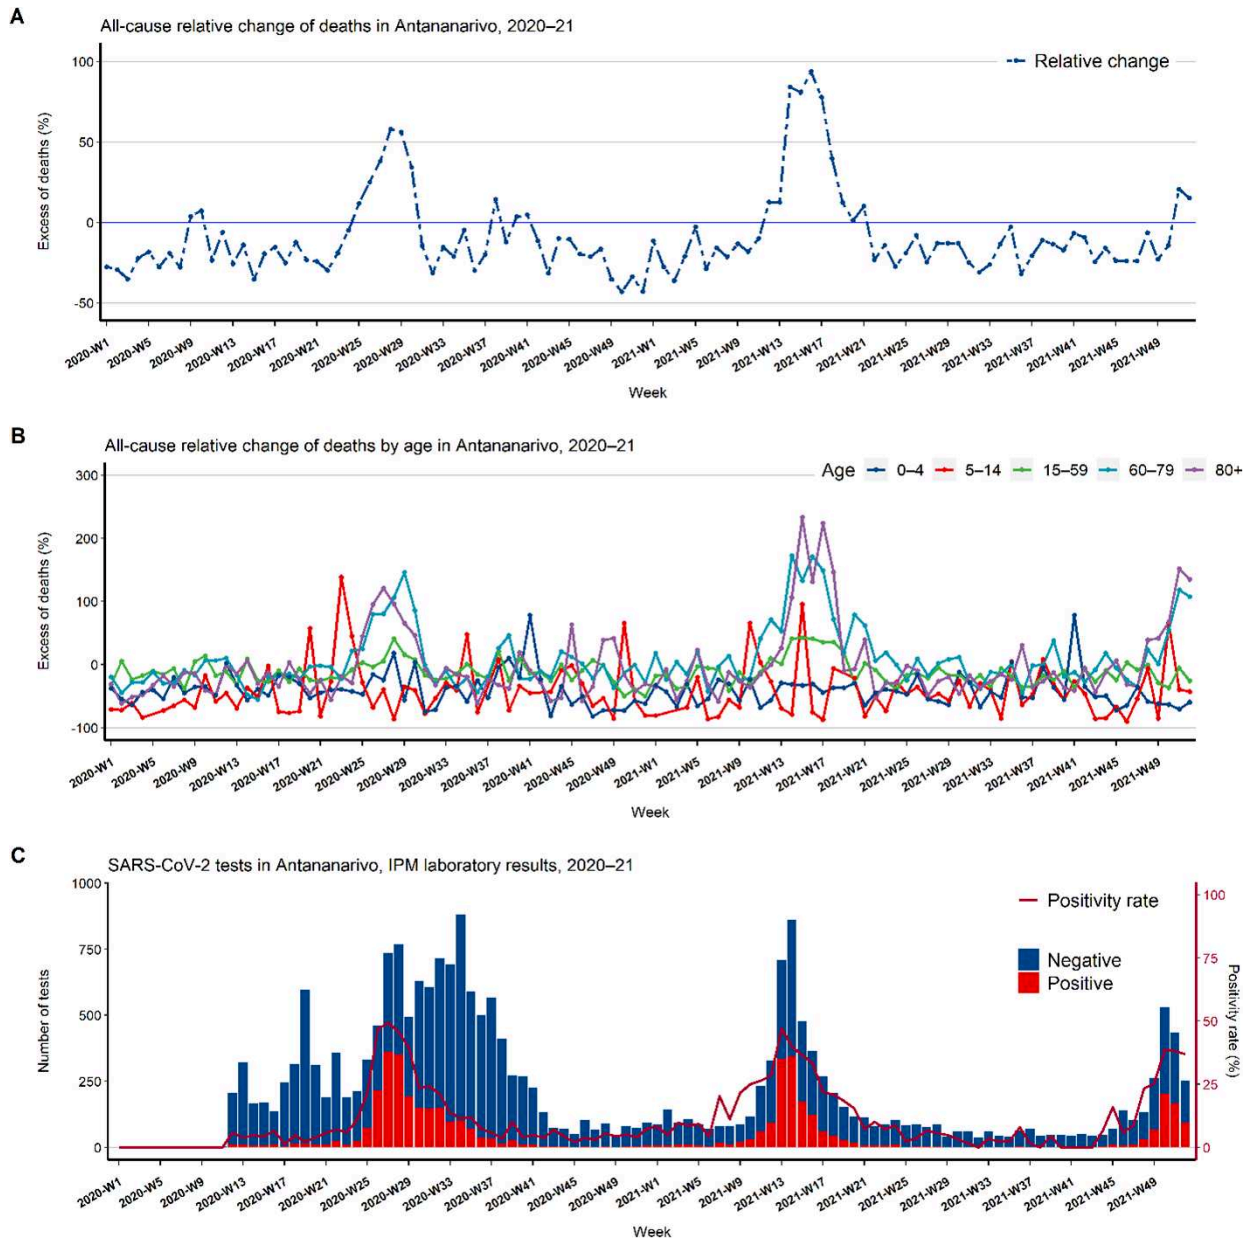 A
All-cause relative change of deaths in Antananarivo, 2020–21
Relative change
Excess of deaths (%)
100
50
0
-50
2020-W1 2020-W5 2020-W9 2020-W13 2020-W17 2020-W21 2020-W25 2020-W29 2020-W33 2020-W37 2020-W41 2020-W45 2020-W49 2021-W1 2021-W5 2021-W9 2021-W13 2021-W17 2021-W21 2021-W25 2021-W29 2021-W33 2021-W37 2021-W41 2021-W45 2021-W49
Week
B
All-cause relative change of deaths by age in Antananarivo, 2020–21
Age 0–4 5–14 15–59 60–79 80+
Excess of deaths (%)
300
200
100
0
-100
2020-W1 2020-W5 2020-W9 2020-W13 2020-W17 2020-W21 2020-W25 2020-W29 2020-W33 2020-W37 2020-W41 2020-W45 2020-W49 2021-W1 2021-W5 2021-W9 2021-W13 2021-W17 2021-W21 2021-W25 2021-W29 2021-W33 2021-W37 2021-W41 2021-W45 2021-W49
Week
C
SARS-CoV-2 tests in Antananarivo, IPM laboratory results, 2020–21
Positivity rate
Negative
Positive
Number of tests
1000
750
500
250
0
Positivity rate (%)
100
75
50
25
0
2020-W1 2020-W5 2020-W9 2020-W13 2020-W17 2020-W21 2020-W25 2020-W29 2020-W33 2020-W37 2020-W41 2020-W45 2020-W49 2021-W1 2021-W5 2021-W9 2021-W13 2021-W17 2021-W21 2021-W25 2021-W29 2021-W33 2021-W37 2021-W41 2021-W45 2021-W49
Week